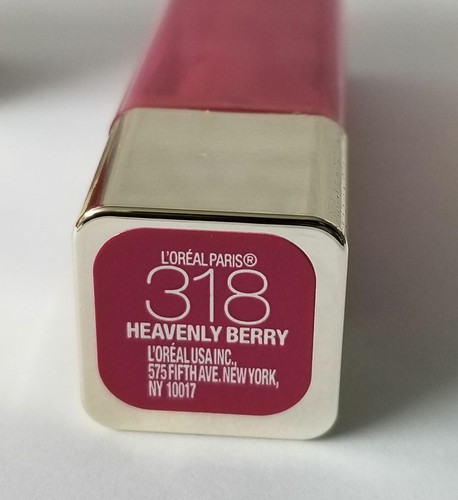 L'ORÉAL PARIS®
318
HEAVENLY BERRY
L'ORÉAL USA INC.,
575 FIFTH AVE. NEW YORK,
NY 10017